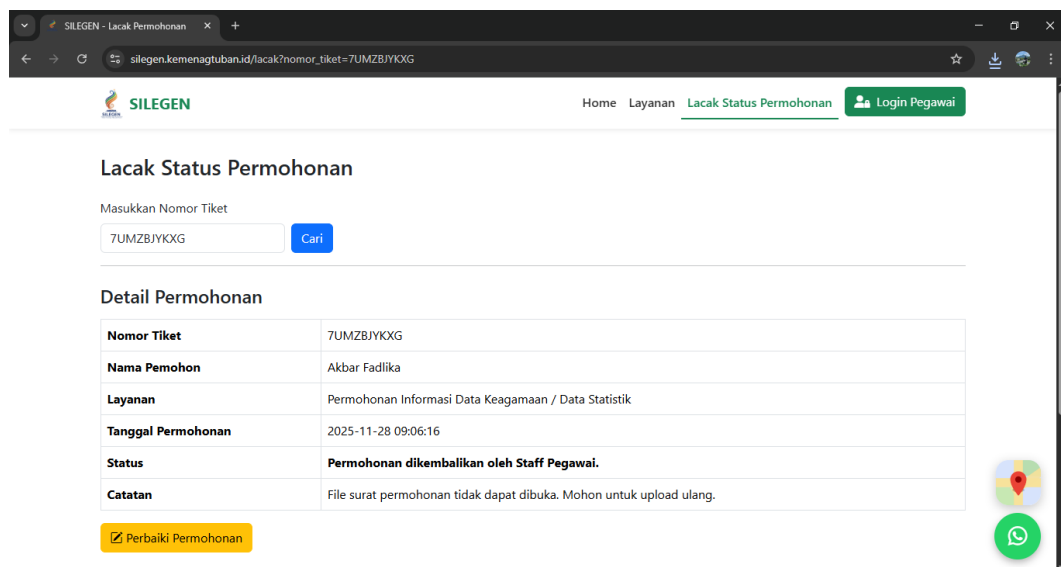 SILEGEN - Lacak Permohonan
silegen.kemenagtuban.id/lacak?nomor_tiket=7UMZBJYKXG
SILEGEN
SILEGEN Home Layanan Lacak Status Permohonan Login Pegawai
Lacak Status Permohonan
Masukkan Nomor Tiket
7UMZBJYKXG Cari
Detail Permohonan
Nomor Tiket 7UMZBJYKXG
Nama Pemohon Akbar Fadlika
Layanan Permohonan Informasi Data Keagamaan / Data Statistik
Tanggal Permohonan 2025-11-28 09:06:16
Status Permohonan dikembalikan oleh Staff Pegawai.
Catatan File surat permohonan tidak dapat dibuka. Mohon untuk upload ulang.
Perbaiki Permohonan